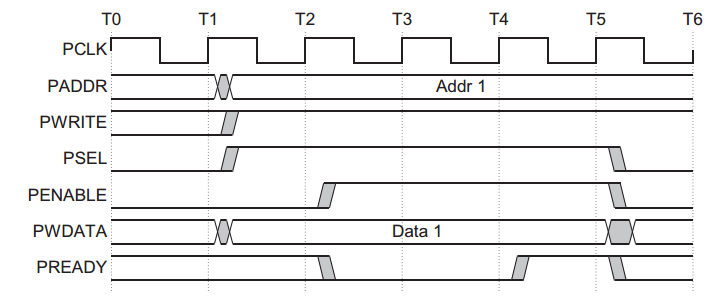 T0 T1 T2 T3 T4 T5 T6
PCLK
PADDR Addr 1
PWRITE
PSEL
PENABLE
PWDATA Data 1
PREADY